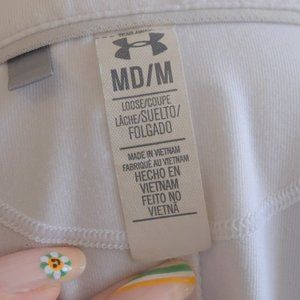 MD/M
LOOSE/COUPE
LÂCHE/SUELTO/
FOLGADO
MADE IN VIETNAM
FABRIQUÉ AU VIETNAM
HECHO EN
VIETNAM
FEITO NO
VIETNÃ